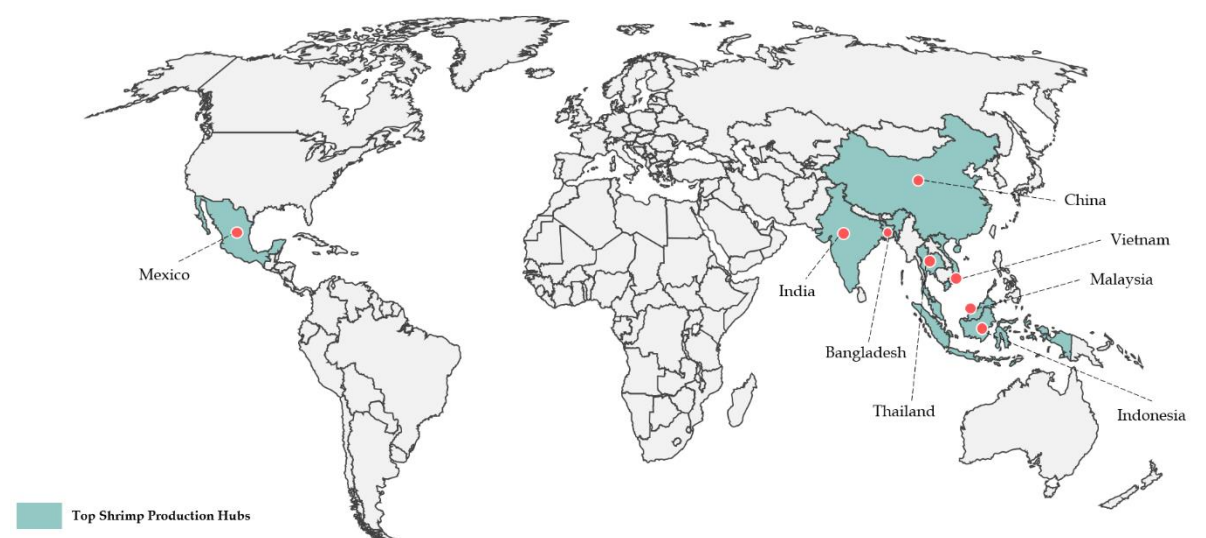 China
Vietnam
Mexico
Malaysia
India
Bangladesh
Thailand
Indonesia
Top Shrimp Production Hubs